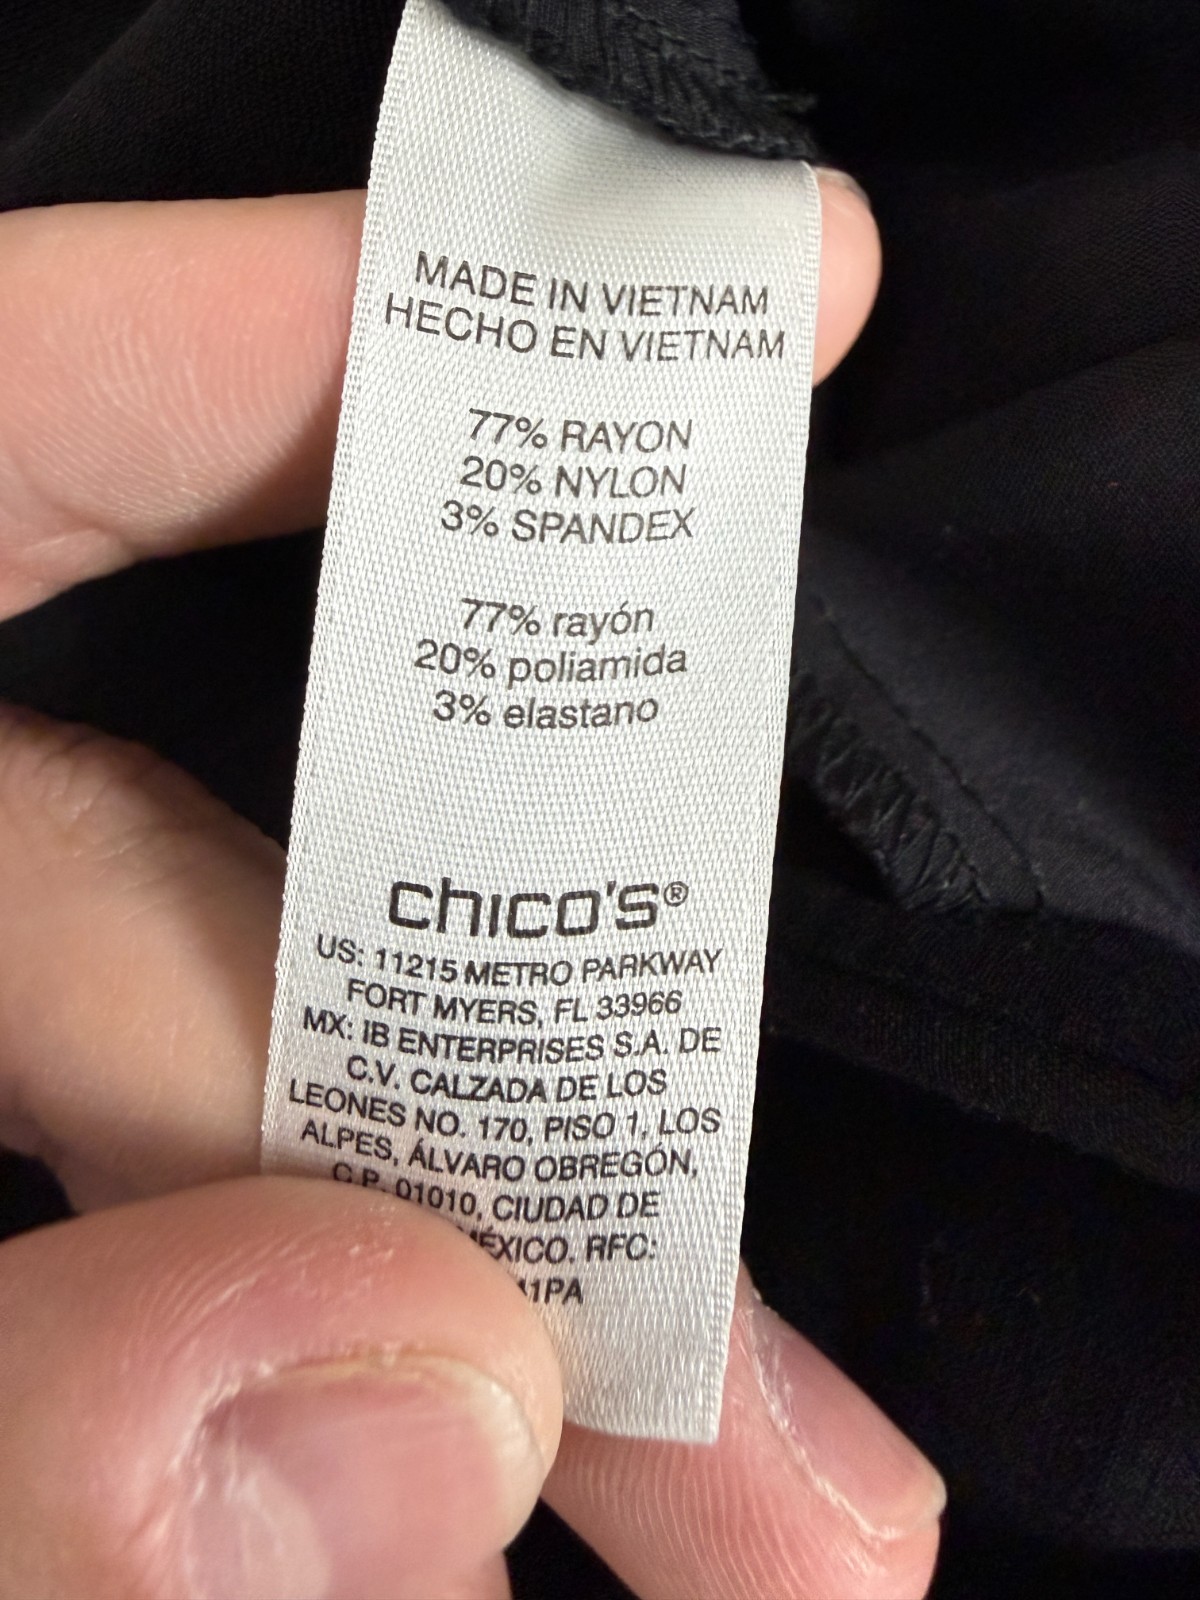 MADE IN VIETNAM
HECHO EN VIETNAM
77% RAYON
20% NYLON
3% SPANDEX
77% rayón
20% poliamida
3% elastano
chico's®
US: 11215 METRO PARKWAY
FORT MYERS, FL 33966
MX: IB ENTERPRISES S.A. DE
C.V. CALZADA DE LOS
LEONES NO. 170, PISO 1, LOS
ALPES, ÁLVARO OBREGÓN,
C.P. 01010, CIUDAD DE
MÉXICO. RFC: